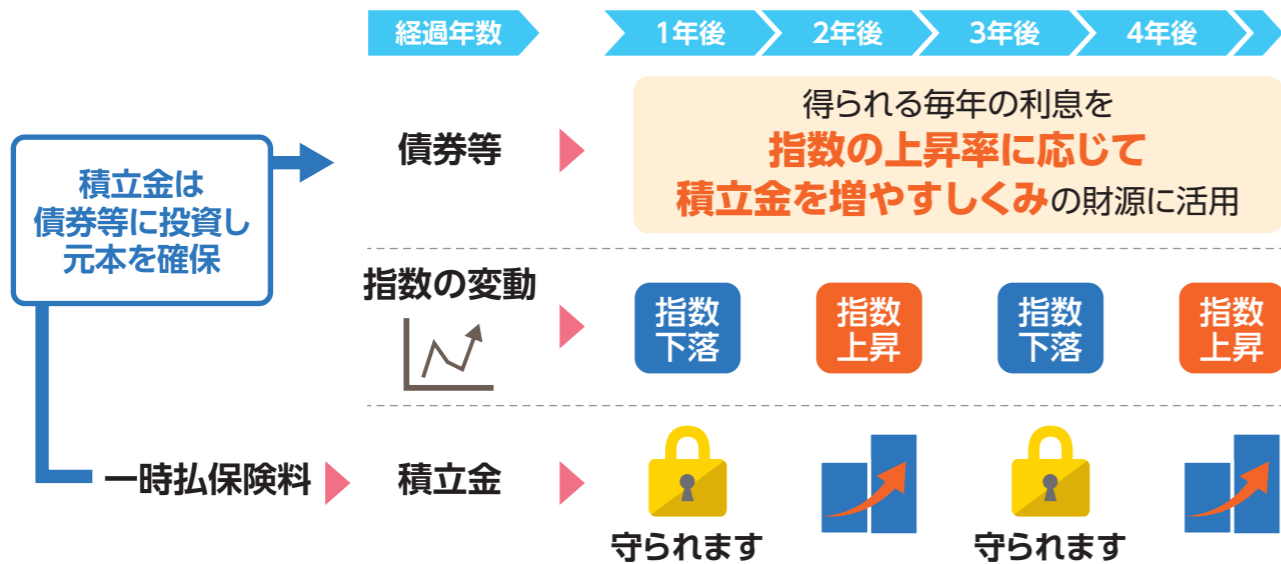 経過年数
1年後
2年後
3年後
4年後
積立金は
債券等に投資し
元本を確保
債券等
得られる毎年の利息を
指数の上昇率に応じて
積立金を増やすしくみの財源に活用
指数の変動
指数
下落
指数
上昇
指数
下落
指数
上昇
一時払保険料
積立金
守られます
守られます